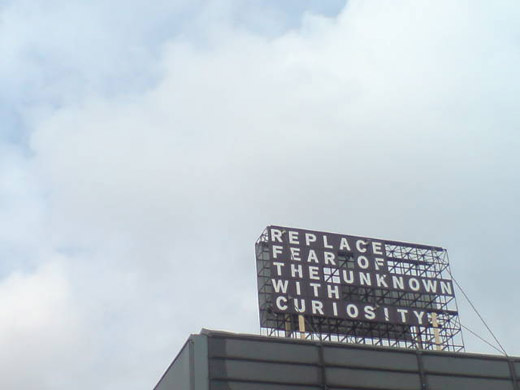 REPLACE
FEAR OF
THE UNKNOWN
WITH
CURIOSITY